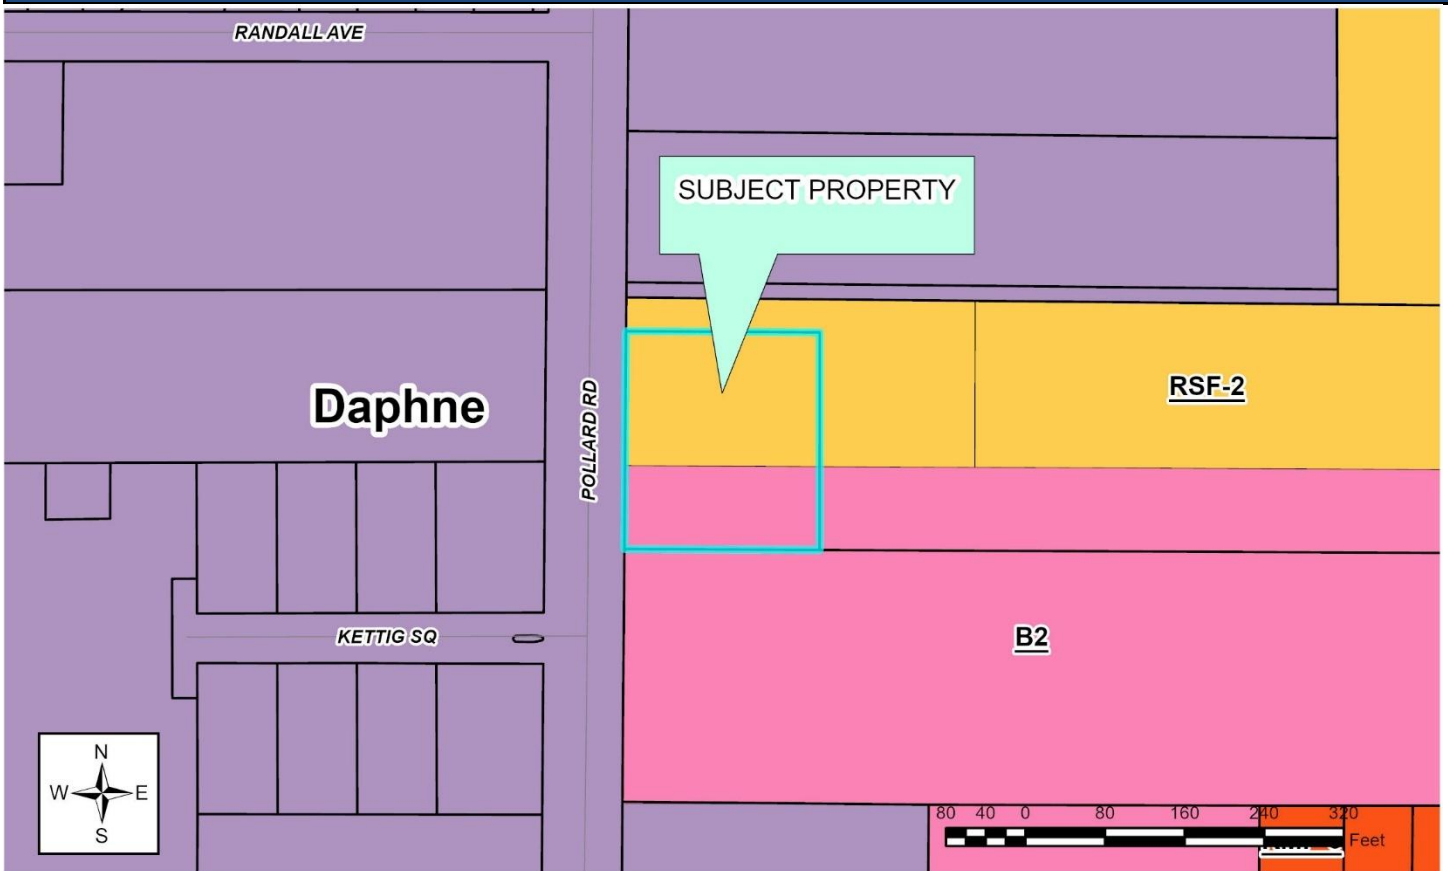 RANDALL AVE
SUBJECT PROPERTY
Daphne
POLLARD RD
RSF-2
KETTIG SQ
B2
N
W E
S
80 40 0 80 160 240 320
Feet